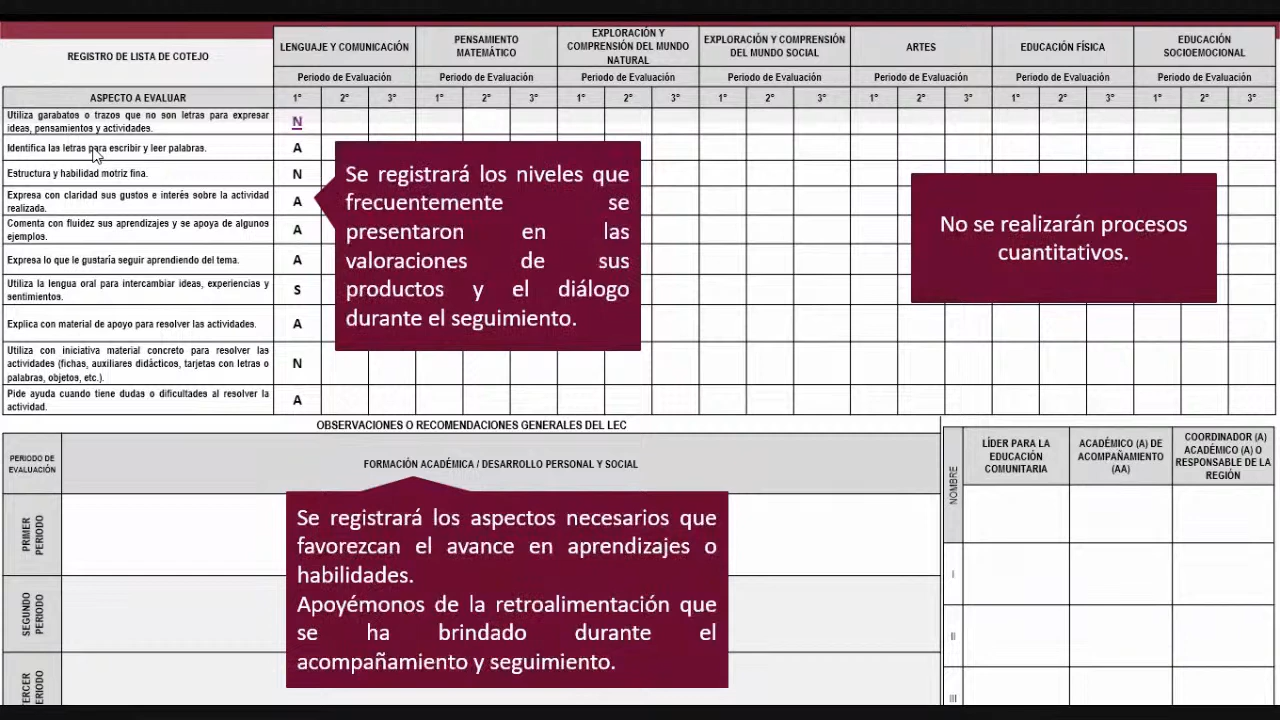 REGISTRO DE LISTA DE COTEJO
LENGUAJE Y COMUNICACIÓN
PENSAMIENTO
MATEMÁTICO
EXPLORACIÓN Y
COMPRENSIÓN DEL MUNDO
NATURAL
EXPLORACIÓN Y COMPRENSIÓN
DEL MUNDO SOCIAL
ARTES
EDUCACIÓN FÍSICA
EDUCACIÓN
SOCIOEMOCIONAL
Periodo de Evaluación Periodo de Evaluación Periodo de Evaluación Periodo de Evaluación Periodo de Evaluación Periodo de Evaluación Periodo de Evaluación
ASPECTO A EVALUAR 1° 2° 3° 1° 2° 3° 1° 2° 3° 1° 2° 3° 1° 2° 3° 1° 2° 3° 1° 2° 3°
Utiliza garabatos o trazos que no son letras para expresar
ideas, pensamientos y actividades.
N
Identifica las letras para escribir y leer palabras.
A
Estructura y habilidad motriz fina.
N
Expresa con claridad sus gustos e interés sobre la actividad
realizada.
A
Comenta con fluidez sus aprendizajes y se apoya de algunos
ejemplos.
A
Expresa lo que le gustaría seguir aprendiendo del tema.
A
Utiliza la lengua oral para intercambiar ideas, experiencias y
sentimientos.
S
Explica con material de apoyo para resolver las actividades.
A
Utiliza con iniciativa material concreto para resolver las
actividades (fichas, auxiliares didácticos, tarjetas con letras o
palabras, objetos, etc.).
N
Pide ayuda cuando tiene dudas o dificultades al resolver la
actividad.
A
Se registrará los niveles que
frecuentemente se
presentaron en las
valoraciones de sus
productos y el diálogo
durante el seguimiento.
No se realizarán procesos
cuantitativos.
OBSERVACIONES O RECOMENDACIONES GENERALES DEL LEC
PERIODO DE
EVALUACIÓN
FORMACIÓN ACADÉMICA / DESARROLLO PERSONAL Y SOCIAL
PRIMER
PERIODO
SEGUNDO
PERIODO
TERCER
PERIODO
Se registrará los aspectos necesarios que
favorezcan el avance en aprendizajes o
habilidades.
Apoyémonos de la retroalimentación que
se ha brindado durante el
acompañamiento y seguimiento.
NOMBRE
LÍDER PARA LA
EDUCACIÓN
COMUNITARIA
ACADÉMICO (A) DE
ACOMPAÑAMIENTO
(AA)
COORDINADOR (A)
ACADÉMICO (A) O
RESPONSABLE DE LA
REGIÓN
I
II
III